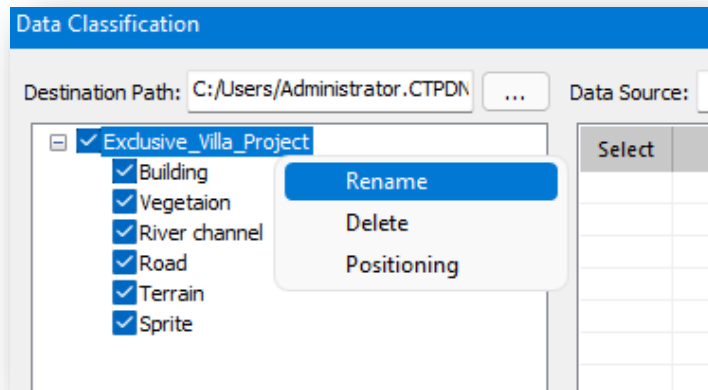 Data Classification
Destination Path: C:/Users/Administrator.CTPDN ... Data Source:
Exclusive_Villa_Project
Select
Building
Rename
Vegetaion
River channel
Delete
Road
Positioning
Terrain
Sprite